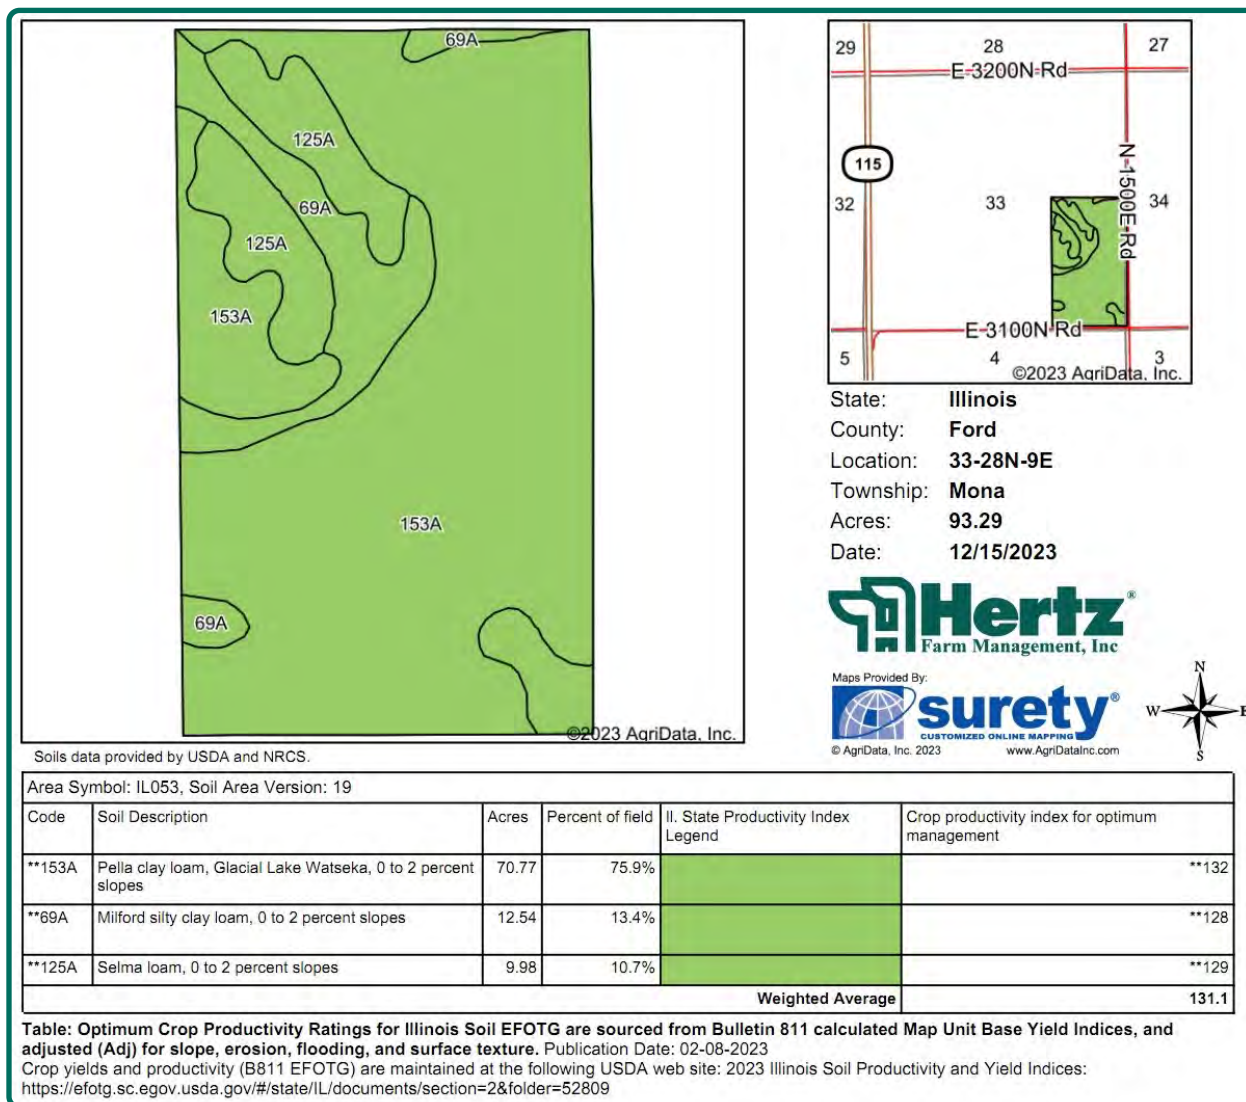 69A
125A
69A
125A
153A
153A
69A
©2023 AgriData, Inc.
Soils data provided by USDA and NRCS.
29 28 27
E 3200N Rd
115
N 1500E Rd
32 33 34
E 3100N Rd
5 4 3
©2023 AgriData, Inc.
State: Illinois
County: Ford
Location: 33-28N-9E
Township: Mona
Acres: 93.29
Date: 12/15/2023
Hertz®
Farm Management, Inc
Maps Provided By:
surety®
CUSTOMIZED ONLINE MAPPING
© AgriData, Inc. 2023 www.AgriDataInc.com
N
W E
S
Area Symbol: IL053, Soil Area Version: 19
Code Soil Description Acres Percent of field II. State Productivity Index Legend Crop productivity index for optimum management
**153A Pella clay loam, Glacial Lake Watseka, 0 to 2 percent slopes 70.77 75.9% **132
**69A Milford silty clay loam, 0 to 2 percent slopes 12.54 13.4% **128
**125A Selma loam, 0 to 2 percent slopes 9.98 10.7% **129
Weighted Average 131.1
Table: Optimum Crop Productivity Ratings for Illinois Soil EFOTG are sourced from Bulletin 811 calculated Map Unit Base Yield Indices, and
adjusted (Adj) for slope, erosion, flooding, and surface texture. Publication Date: 02-08-2023
Crop yields and productivity (B811 EFOTG) are maintained at the following USDA web site: 2023 Illinois Soil Productivity and Yield Indices:
https://efotg.sc.egov.usda.gov/#/state/IL/documents/section=2&folder=52809